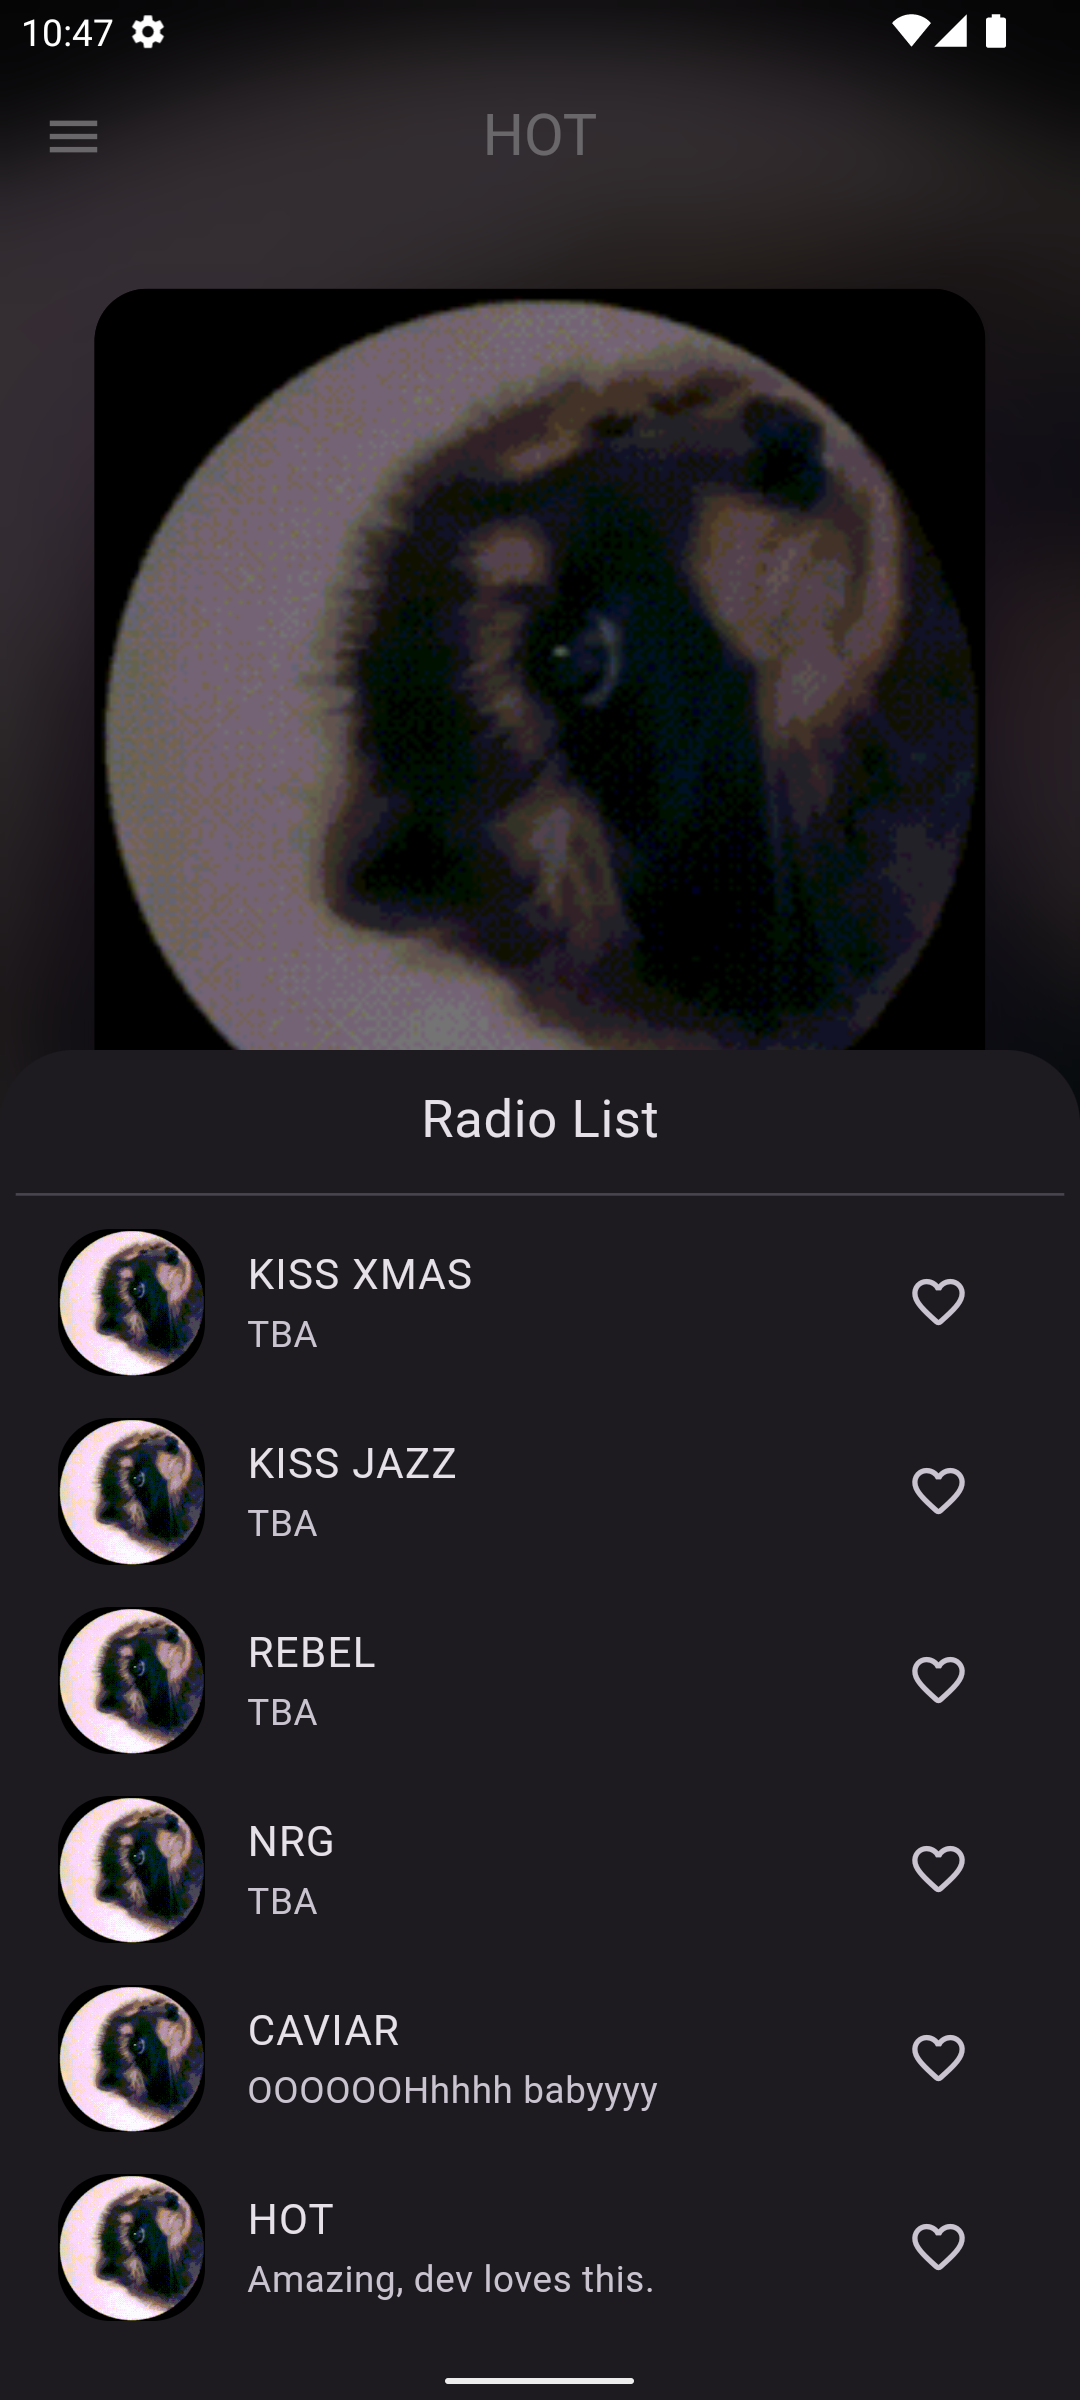 10:47
HOT
Radio List
KISS XMAS
TBA
KISS JAZZ
TBA
REBEL
TBA
NRG
TBA
CAVIAR
OOOOOOHhhhh babyyyy
HOT
Amazing, dev loves this.